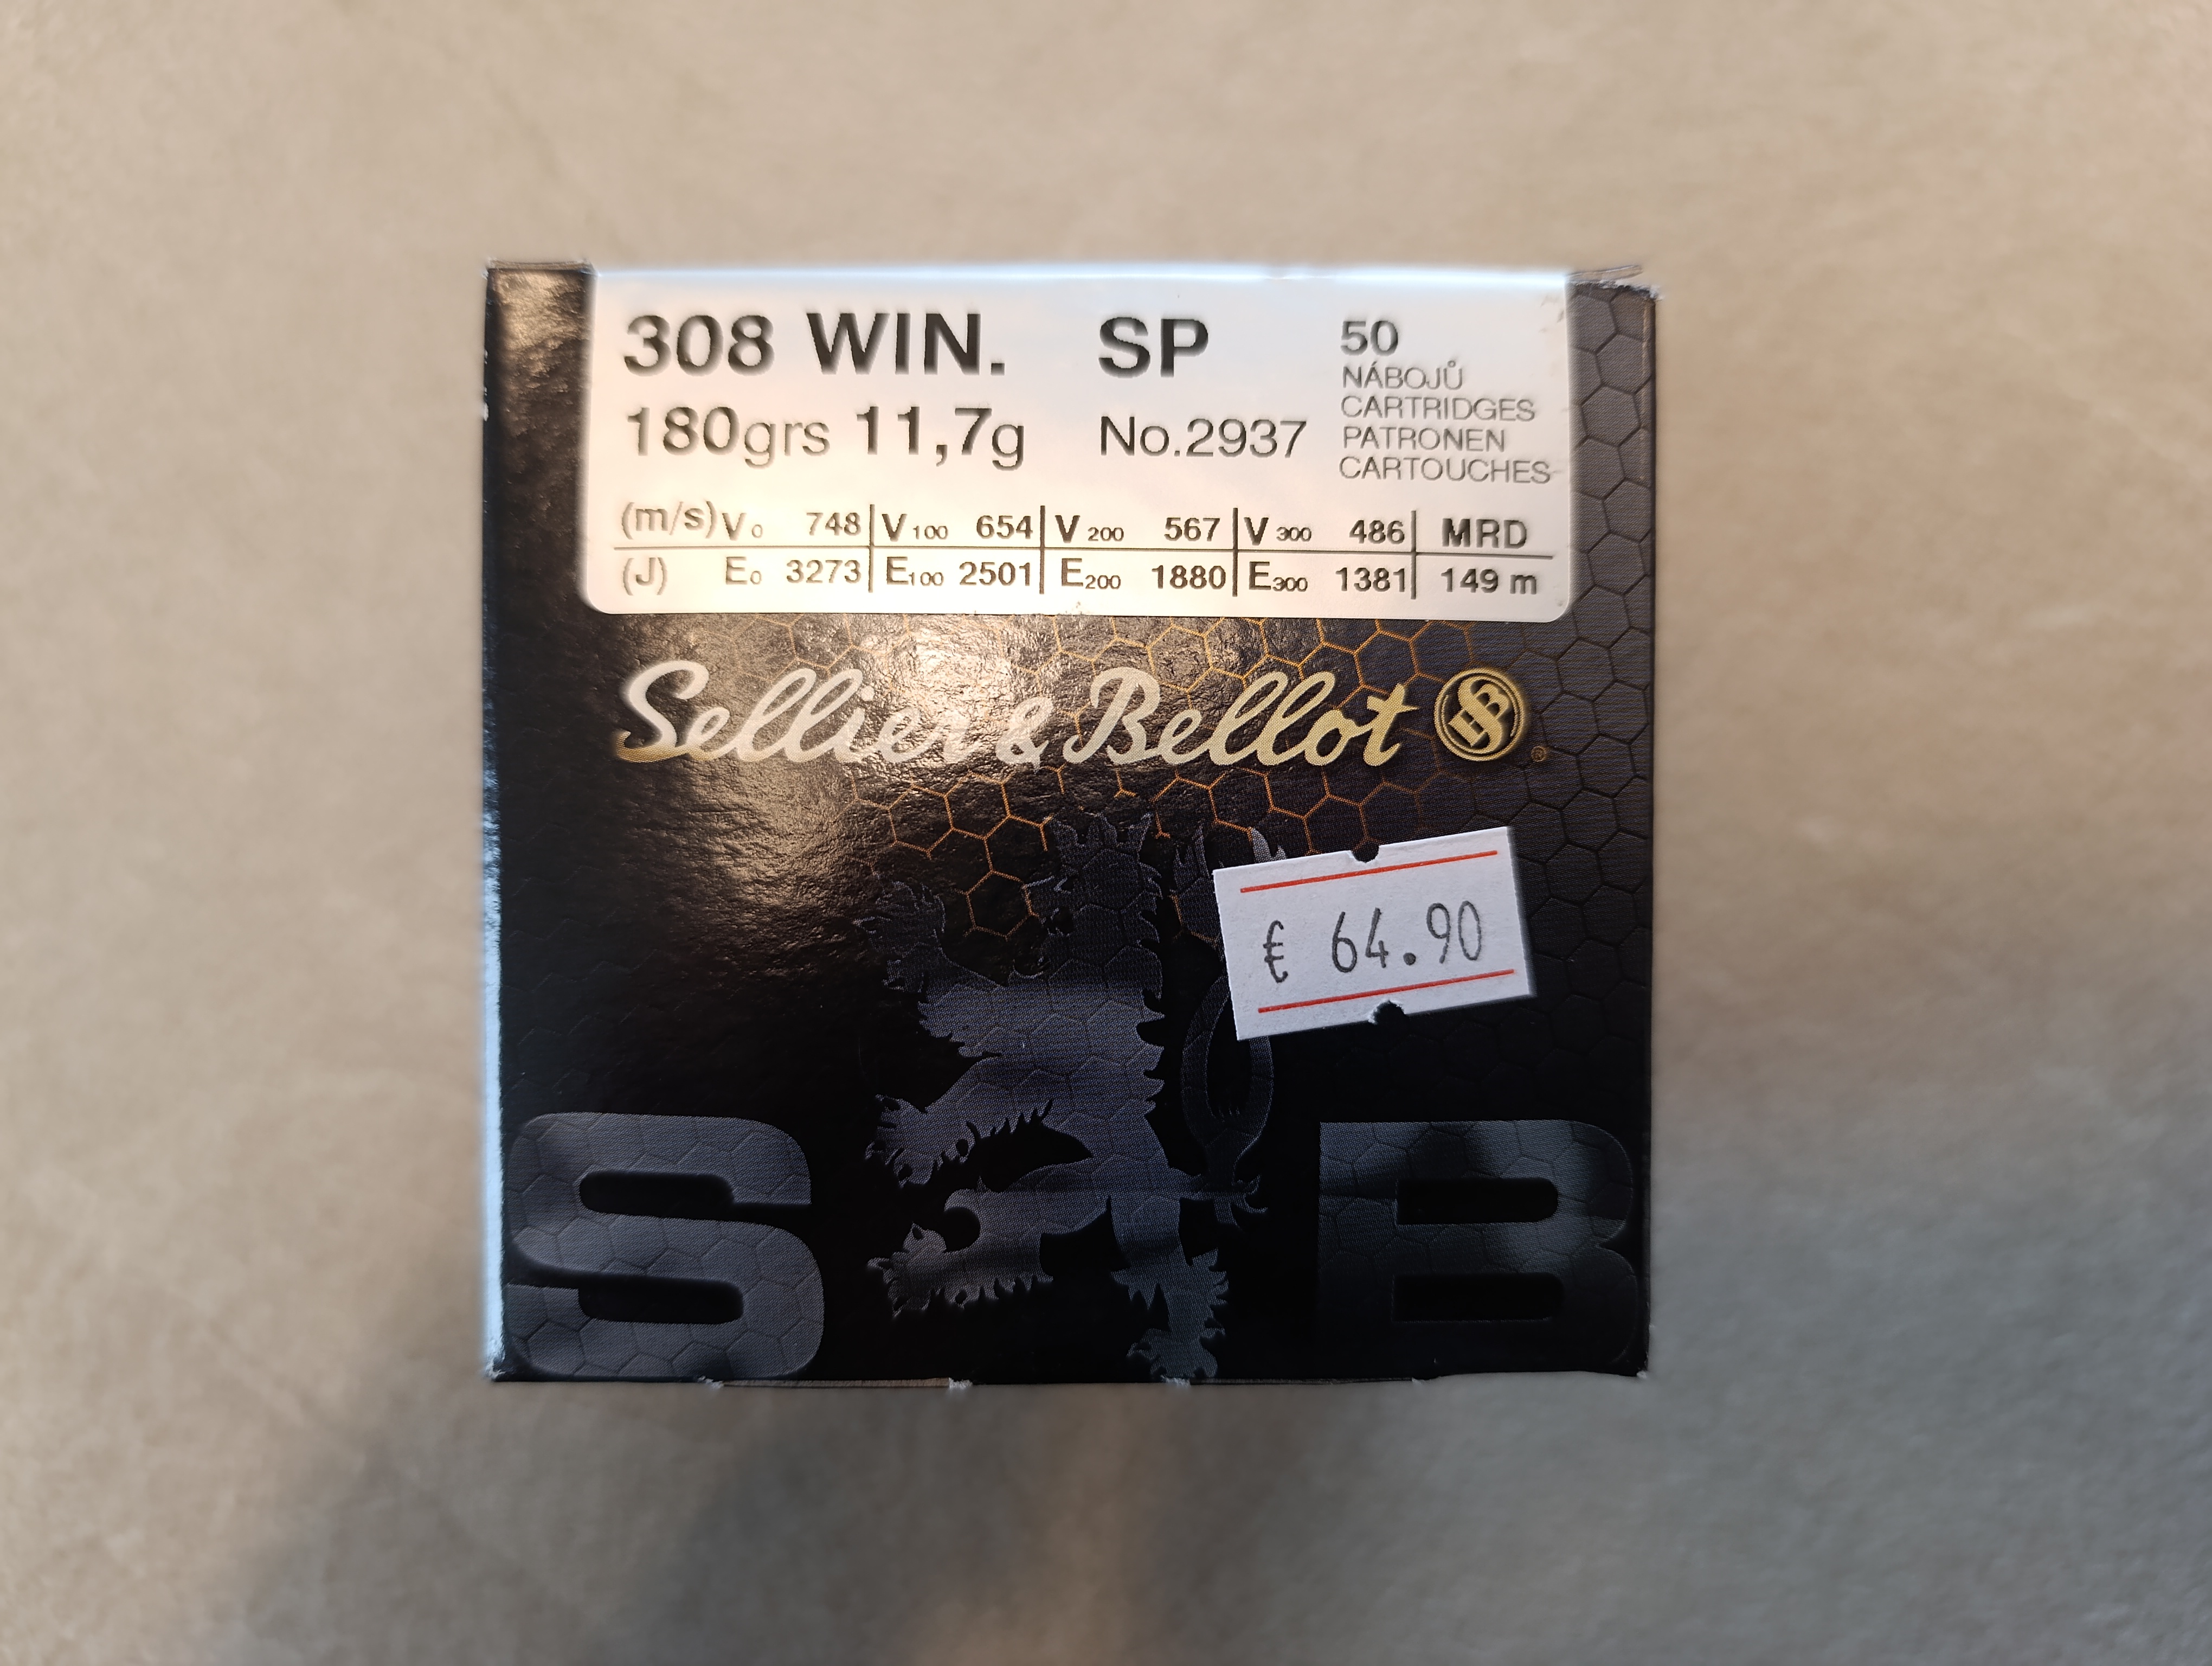 308 WIN. SP 50
NÁBOJŮ
CARTRIDGES
180grs 11,7g No.2937 PATRONEN
CARTOUCHES
(m/s) V0 748 V100 654 V200 567 V300 486 MRD
(J) E0 3273 E100 2501 E200 1880 E300 1381 149 m
Sellier & Bellot SB ®
€ 64.90
S B